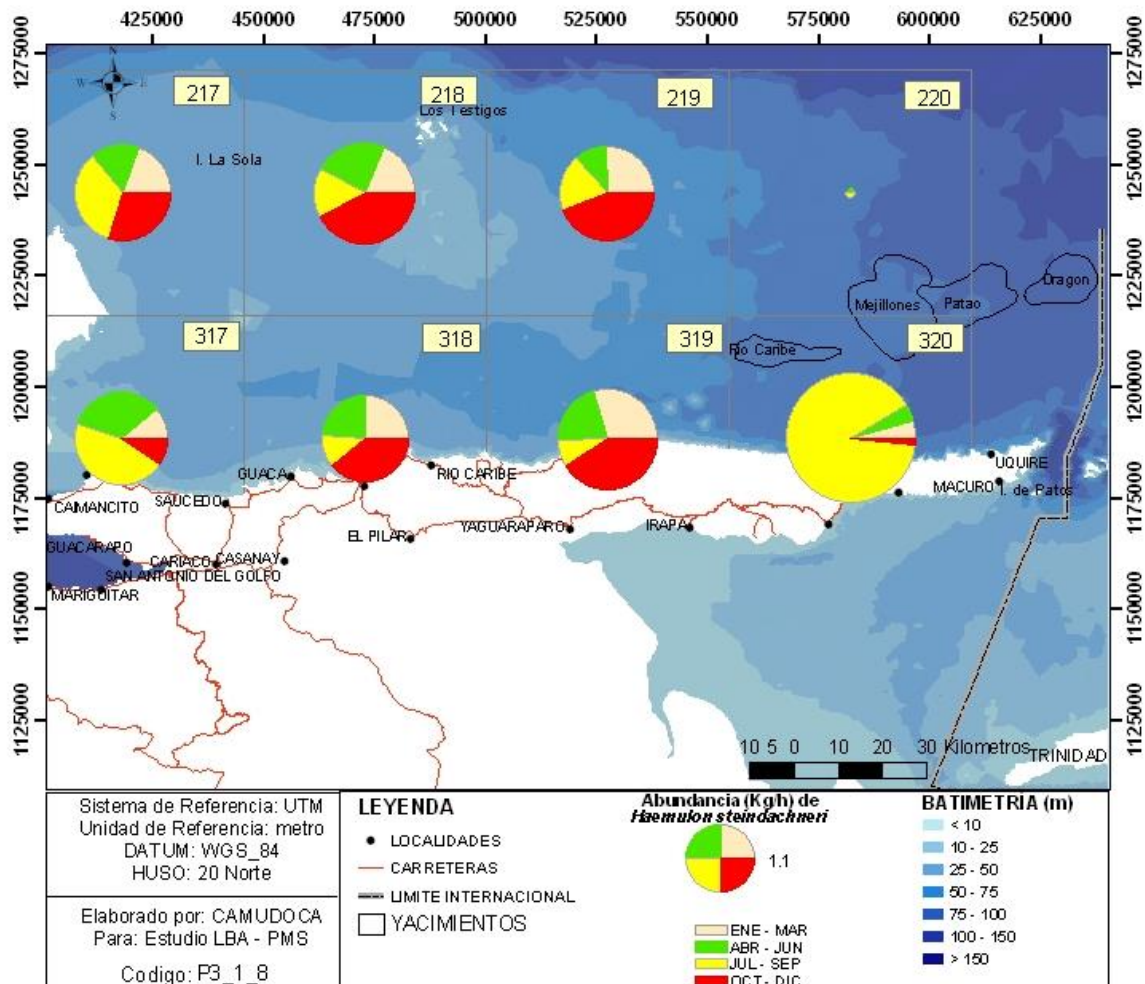 425000 450000 475000 500000 525000 550000 575000 600000 625000
1275000 1275000
N
W E
S
217 218 219 220
Los Testigos
I. La Sola
1250000 1250000
1225000 1225000
Dragon
Mejillones Patao
317 318 319 320
Rio Caribe
1200000 1200000
GUACA RIO CARIBE UQUIRE
MACURO I. de Patos
1175000 1175000
CAIMANCITO SAUCEDO
YAGUARAPARO IRAPA
EL PILAR
GUACARAPO CARIACO CASANAY
SAN ANTONIO DEL GOLFO
MARIGUITAR
1150000 1150000
1125000 1125000
10 5 0 10 20 30 Kilometros
TRINIDAD
Sistema de Referencia: UTM
Unidad de Referencia: metro
DATUM: WGS_84
HUSO: 20 Norte
Elaborado por: CAMUDOCA
Para: Estudio LBA - PMS
Codigo: P3_1_8
LEYENDA
LOCALIDADES
CARRETERAS
LIMITE INTERNACIONAL
YACIMIENTOS
Abundancia (Kg/h) de
Haemulon steindachneri
1.1
ENE - MAR
ABR - JUN
JUL - SEP
OCT - DIC
BATIMETRIA (m)
< 10
10 - 25
25 - 50
50 - 75
75 - 100
100 - 150
> 150